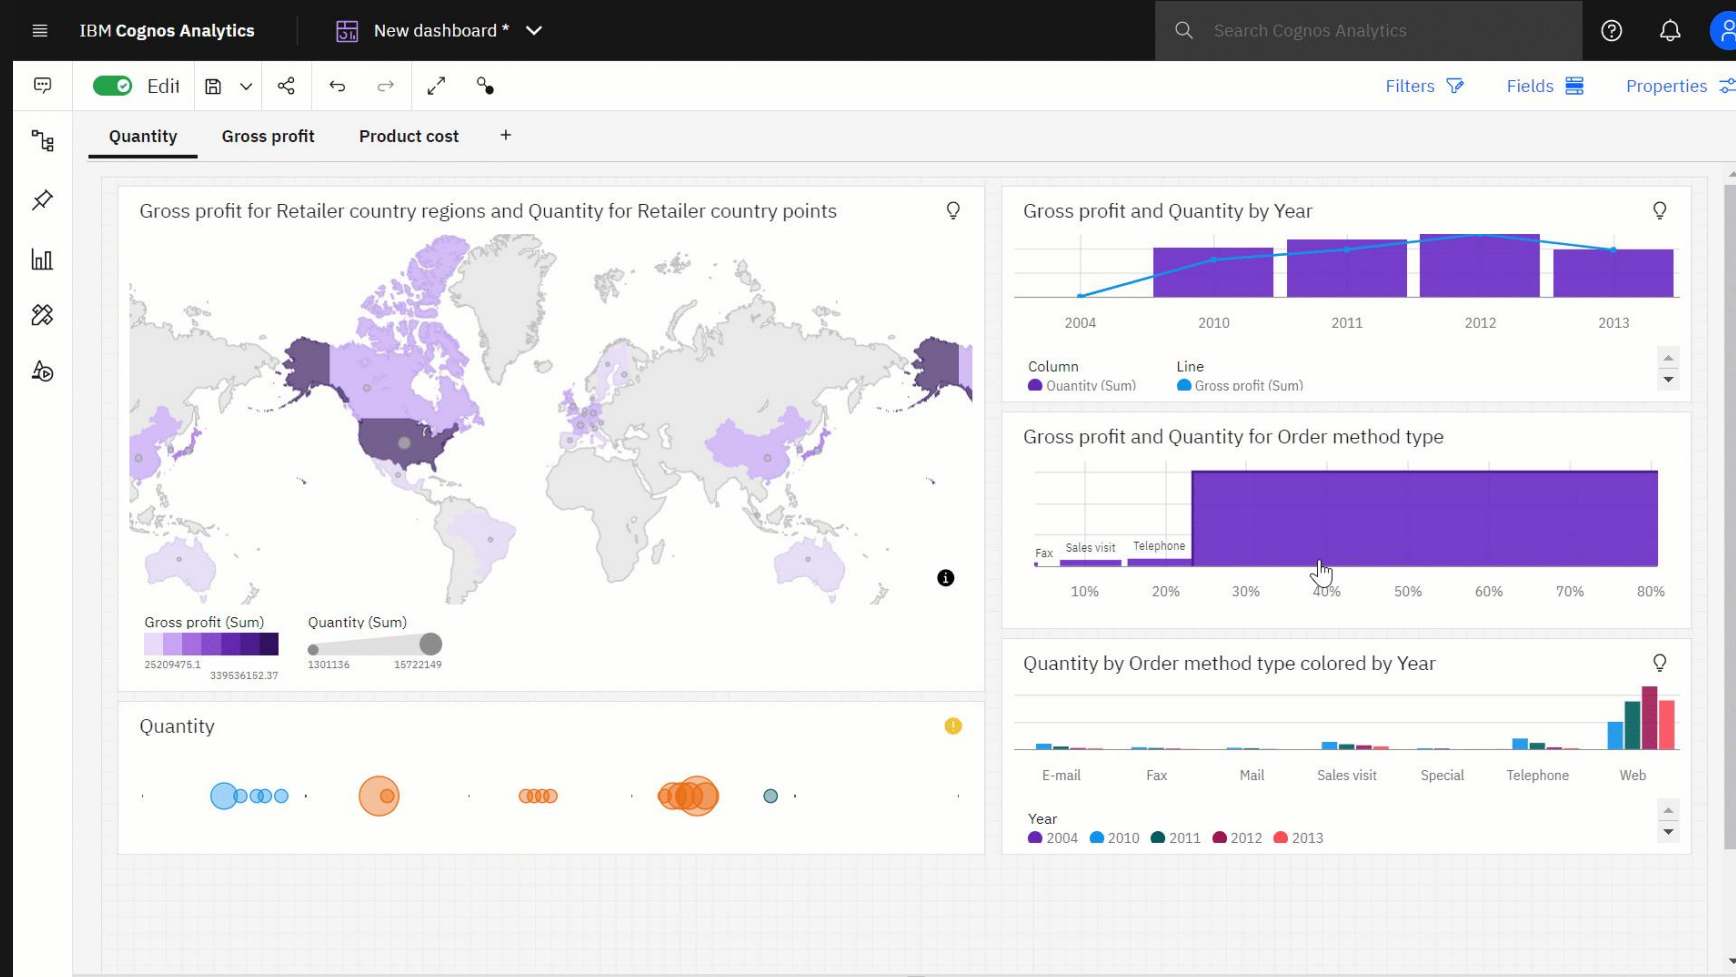 IBM Cognos Analytics
New dashboard *
Search Cognos Analytics
Edit
Filters
Fields
Properties
Quantity
Gross profit
Product cost
Gross profit for Retailer country regions and Quantity for Retailer country points
Gross profit (Sum)
25209475.1
339536152.37
Quantity (Sum)
1301136
15722149
Quantity
Gross profit and Quantity by Year
2004 2010 2011 2012 2013
Column
Quantity (Sum)
Line
Gross profit (Sum)
Gross profit and Quantity for Order method type
Fax Sales visit Telephone
10% 20% 30% 40% 50% 60% 70% 80%
Quantity by Order method type colored by Year
E-mail Fax Mail Sales visit Special Telephone Web
Year
2004 2010 2011 2012 2013